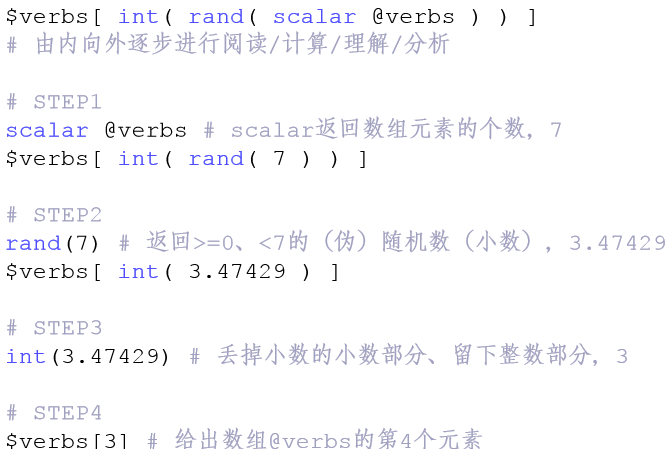 $verbs[ int( rand( scalar @verbs ) ) ]
# 由内向外逐步进行阅读/计算/理解/分析
# STEP1
scalar @verbs # scalar返回数组元素的个数，7
$verbs[ int( rand( 7 ) ) ]
# STEP2
rand(7) # 返回>=0、<7的（伪）随机数（小数），3.47429
$verbs[ int( 3.47429 ) ]
# STEP3
int(3.47429) # 丢掉小数的小数部分、留下整数部分，3
# STEP4
$verbs[3] # 给出数组@verbs的第4个元素